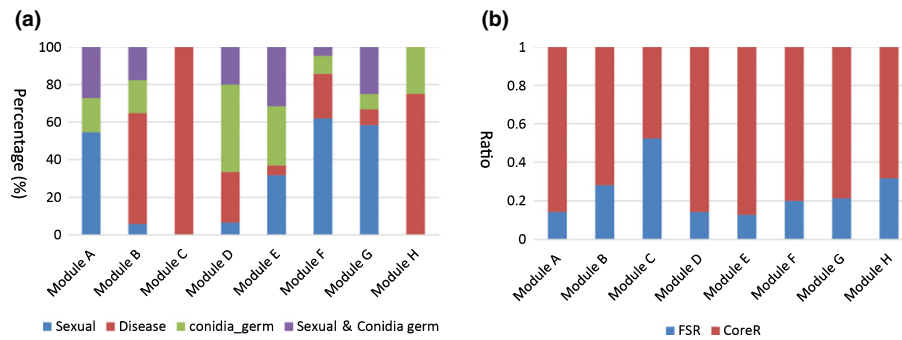 (a)
Percentage (%)
100
80
60
40
20
0
Module A
Module B
Module C
Module D
Module E
Module F
Module G
Module H
Sexual Disease conidia_germ Sexual & Conidia germ
(b)
Ratio
1
0.8
0.6
0.4
0.2
0
Module A
Module B
Module C
Module D
Module E
Module F
Module G
Module H
FSR CoreR